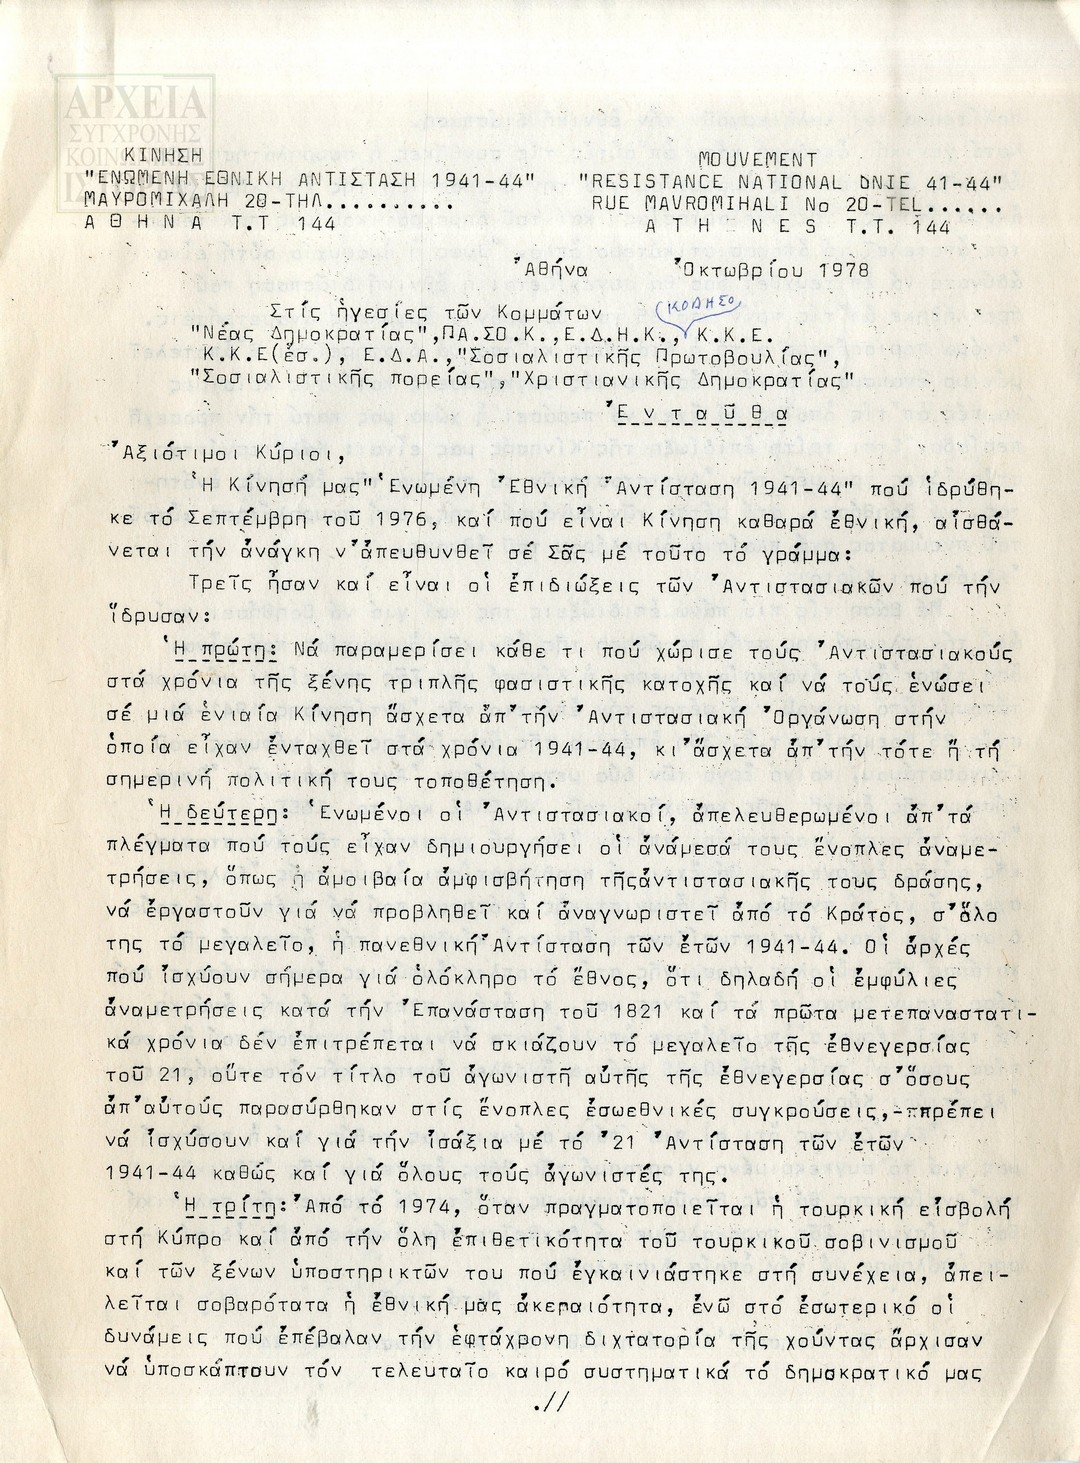 ΑΡΧΕΙΑ
ΣΥΓΧΡΟΝΗΣ
ΚΙΝΗΣΗ
"ΕΝΩΜΕΝΗ ΕΘΝΙΚΗ ΑΝΤΙΣΤΑΣΗ 1941-44"
ΜΑΥΡΟΜΙΧΑΛΗ 20-ΤΗΛ..........
Α Θ Η Ν Α Τ.Τ 144
MOUVEMENT
"RESISTANCE NATIONAL DNIE 41-44"
RUE MAVROMIHALI No 20-TEL......
A T H E N E S T.T. 144
Ἀθήνα Ὀκτωβρίου 1978
Στίς ἡγεσίες τῶν Κομμάτων
(ΚΟΔΗΣΟ)
"Νέας Δημοκρατίας",ΠΑ.ΣΟ.Κ.,Ε.Δ.Η.Κ., Κ.Κ.Ε.
Κ.Κ.Ε(ἐσ.), Ε.Δ.Α.,"Σοσιαλιστικῆς Πρωτοβουλίας",
"Σοσιαλιστικῆς πορείας","Χριστιανικῆς Δημοκρατίας"
Ἐ ν τ α ῦ θ α
Ἀξιότιμοι Κύριοι,
Ἡ Κίνησή μας"Ἑνωμένη Ἐθνική Ἀντίσταση 1941-44" πού ἱδρύθη-
κε τό Σεπτέμβρη τοῦ 1976, καί πού εἶναι Κίνηση καθαρά ἐθνική, αἰσθά-
νεται τήν ἀνάγκη ν'ἀπευθυνθεῖ σέ Σᾶς μέ τοῦτο τό γράμμα:
Τρεῖς ἦσαν καί εἶναι οἱ ἐπιδιώξεις τῶν Ἀντιστασιακῶν πού τήν
ἵδρυσαν:
Ἡ πρώτη: Νά παραμερίσει κάθε τι πού χώρισε τούς Ἀντιστασιακούς
στά χρόνια τῆς ξένης τριπλῆς φασιστικῆς κατοχῆς καί νά τούς ἑνώσει
σέ μιά ἑνιαία Κίνηση ἄσχετα ἀπ'τήν Ἀντιστασιακή Ὀργάνωση στήν
ὁποία εἶχαν ἐνταχθεῖ στά χρόνια 1941-44, κι'ἄσχετα ἀπ'τήν τότε ἤ τή
σημερινή πολιτική τους τοποθέτηση.
Ἡ δεύτερη: Ἑνωμένοι οἱ Ἀντιστασιακοί, ἀπελευθερωμένοι ἀπ'τά
πλέγματα πού τούς εἶχαν δημιουργήσει οἱ ἀνάμεσά τους ἔνοπλες ἀναμε-
τρήσεις, ὅπως ἡ ἀμοιβαία ἀμφισβήτηση τῆςἀντιστασιακῆς τους δράσης,
νά ἐργαστοῦν γιά νά προβληθεῖ καί ἀναγνωριστεῖ ἀπό τό Κράτος, σ'ὅλο
της τό μεγαλεῖο, ἡ πανεθνική Ἀντίσταση τῶν ἐτῶν 1941-44. Οἱ ἀρχές
πού ἰσχύουν σήμερα γιά ὁλόκληρο τό ἔθνος, ὅτι δηλαδή οἱ ἐμφύλιες
ἀναμετρήσεις κατά τήν Ἐπανάσταση τοῦ 1821 καί τά πρῶτα μετεπαναστατι-
κά χρόνια δέν ἐπιτρέπεται νά σκιάζουν τό μεγαλεῖο τῆς ἐθνεγερσίας
τοῦ 21, οὔτε τόν τίτλο τοῦ ἀγωνιστῆ αὐτῆς τῆς ἐθνεγερσίας σ'ὅσους
ἀπ'αὐτούς παρασύρθηκαν στίς ἔνοπλες ἐσωεθνικές συγκρούσεις,-πρέπει
νά ἰσχύσουν καί γιά τήν ἰσάξια μέ τό '21 Ἀντίσταση τῶν ἐτῶν
1941-44 καθώς καί γιά ὅλους τούς ἀγωνιστές της.
Ἡ τρίτη: Ἀπό τό 1974, ὅταν πραγματοποιεῖται ἡ τουρκική εἰσβολή
στή Κύπρο καί ἀπό τήν ὅλη ἐπιθετικότητα τοῦ τουρκικοῦ σοβινισμοῦ
καί τῶν ξένων ὑποστηρικτῶν του πού ἐγκαινιάστηκε στή συνέχεια, ἀπει-
λεῖται σοβαρότατα ἡ ἐθνική μας ἀκεραιότητα, ἐνῶ στό ἐσωτερικό οἱ
δυνάμεις πού ἐπέβαλαν τήν ἑφτάχρονη διχτατορία τῆς χούντας ἄρχισαν
νά ὑποσκάπτουν τόν τελευταῖο καιρό συστηματικά τό δημοκρατικό μας
.//